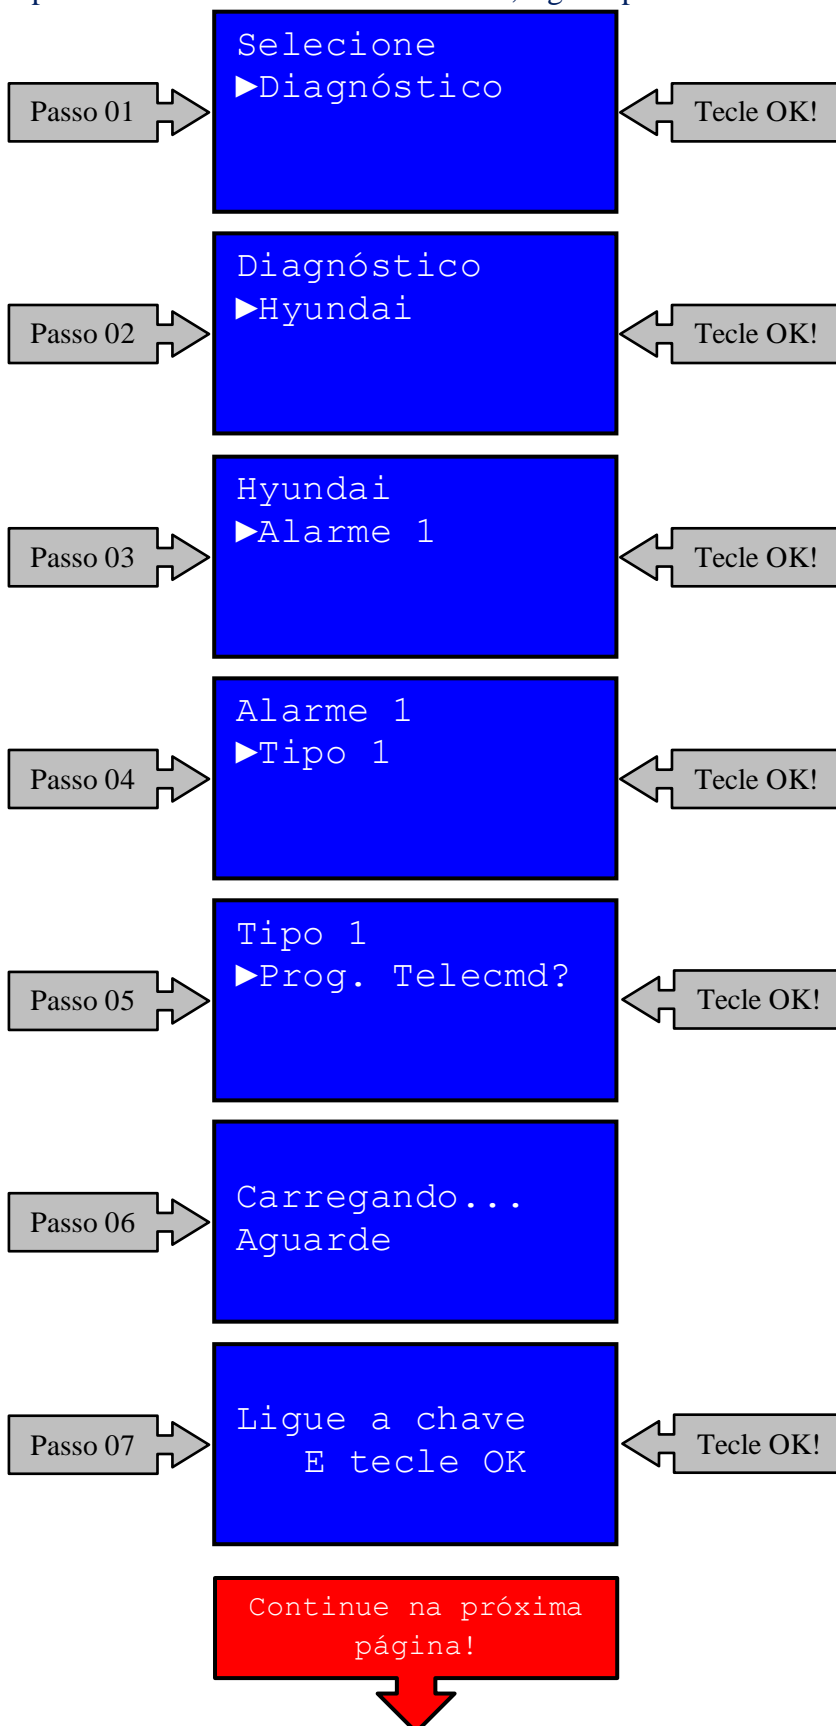 Selecione
►Diagnóstico
Passo 01
Tecle OK!
Diagnóstico
►Hyundai
Passo 02
Tecle OK!
Hyundai
►Alarme 1
Passo 03
Tecle OK!
Alarme 1
►Tipo 1
Passo 04
Tecle OK!
Tipo 1
►Prog. Telecmd?
Passo 05
Tecle OK!
Carregando...
Aguarde
Passo 06
Ligue a chave
E tecle OK
Passo 07
Tecle OK!
Continue na próxima
página!